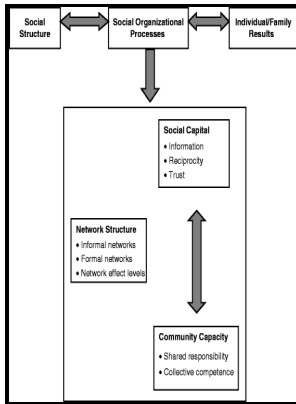 Social
Structure
Social Organizational
Processes
Individual/Family
Results
Social Capital
• Information
• Reciprocity
• Trust
Network Structure
• Informal networks
• Formal networks
• Network effect levels
Community Capacity
• Shared responsibility
• Collective competence